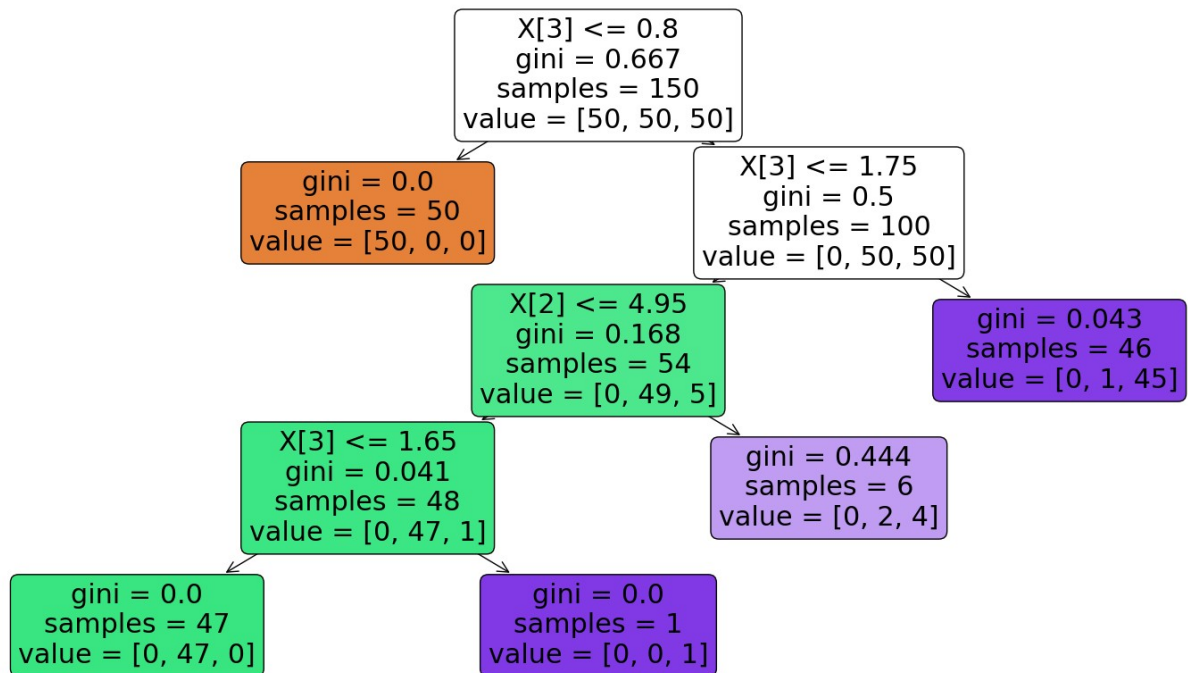 X[3] <= 0.8
gini = 0.667
samples = 150
value = [50, 50, 50]
gini = 0.0
samples = 50
value = [50, 0, 0]
X[3] <= 1.75
gini = 0.5
samples = 100
value = [0, 50, 50]
X[2] <= 4.95
gini = 0.168
samples = 54
value = [0, 49, 5]
gini = 0.043
samples = 46
value = [0, 1, 45]
X[3] <= 1.65
gini = 0.041
samples = 48
value = [0, 47, 1]
gini = 0.444
samples = 6
value = [0, 2, 4]
gini = 0.0
samples = 47
value = [0, 47, 0]
gini = 0.0
samples = 1
value = [0, 0, 1]